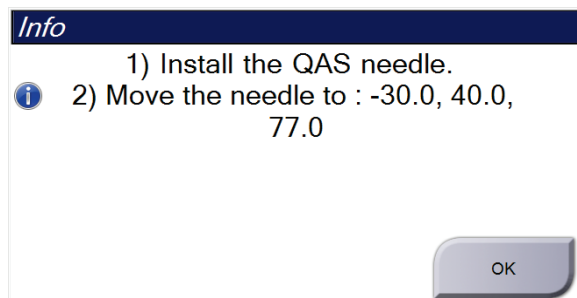 Info
1) Install the QAS needle.
2) Move the needle to : -30.0, 40.0,
77.0
OK